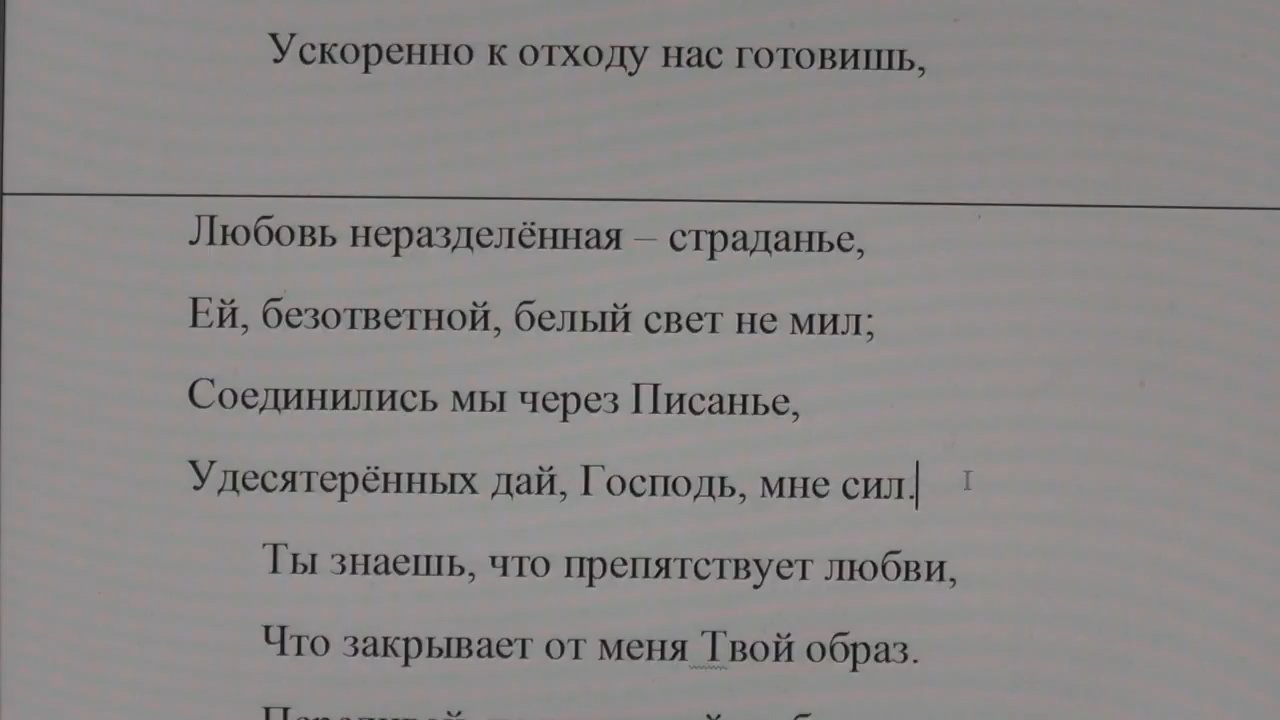 Ускоренно к отходу нас готовишь,
Любовь неразделённая – страданье,
Ей, безответной, белый свет не мил;
Соединились мы через Писанье,
Удесятерённых дай, Господь, мне сил.
Ты знаешь, что препятствует любви,
Что закрывает от меня Твой образ.